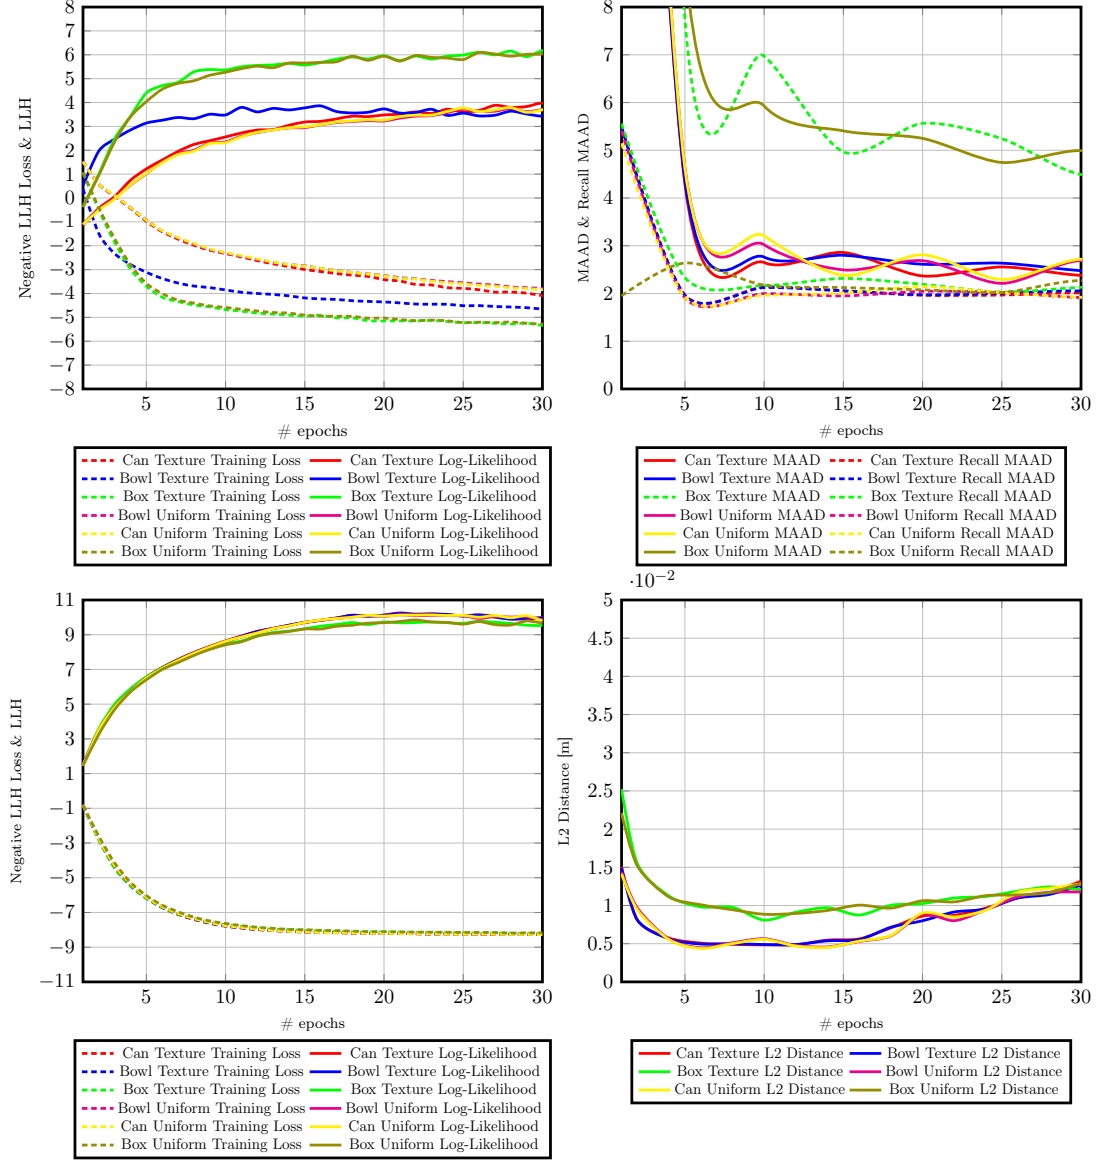 8
7
6
5
4
3
2
1
0
−1
−2
−3
−4
−5
−6
−7
−8
Negative LLH Loss & LLH
5 10 15 20 25 30
# epochs
Can Texture Training Loss Can Texture Log-Likelihood
Bowl Texture Training Loss Bowl Texture Log-Likelihood
Box Texture Training Loss Box Texture Log-Likelihood
Bowl Uniform Training Loss Bowl Uniform Log-Likelihood
Can Uniform Training Loss Can Uniform Log-Likelihood
Box Uniform Training Loss Box Uniform Log-Likelihood
8
7
6
5
4
3
2
1
0
MAAD & Recall MAAD
5 10 15 20 25 30
# epochs
Can Texture MAAD Can Texture Recall MAAD
Bowl Texture MAAD Bowl Texture Recall MAAD
Box Texture MAAD Box Texture Recall MAAD
Bowl Uniform MAAD Bowl Uniform Recall MAAD
Can Uniform MAAD Can Uniform Recall MAAD
Box Uniform MAAD Box Uniform Recall MAAD
11
9
7
5
3
1
−1
−3
−5
−7
−9
−11
Negative LLH Loss & LLH
5 10 15 20 25 30
# epochs
Can Texture Training Loss Can Texture Log-Likelihood
Bowl Texture Training Loss Bowl Texture Log-Likelihood
Box Texture Training Loss Box Texture Log-Likelihood
Bowl Uniform Training Loss Bowl Uniform Log-Likelihood
Can Uniform Training Loss Can Uniform Log-Likelihood
Box Uniform Training Loss Box Uniform Log-Likelihood
·10⁻²
5
4.5
4
3.5
3
2.5
2
1.5
1
0.5
0
L2 Distance [m]
5 10 15 20 25 30
# epochs
Can Texture L2 Distance Bowl Texture L2 Distance
Box Texture L2 Distance Bowl Uniform L2 Distance
Can Uniform L2 Distance Box Uniform L2 Distance